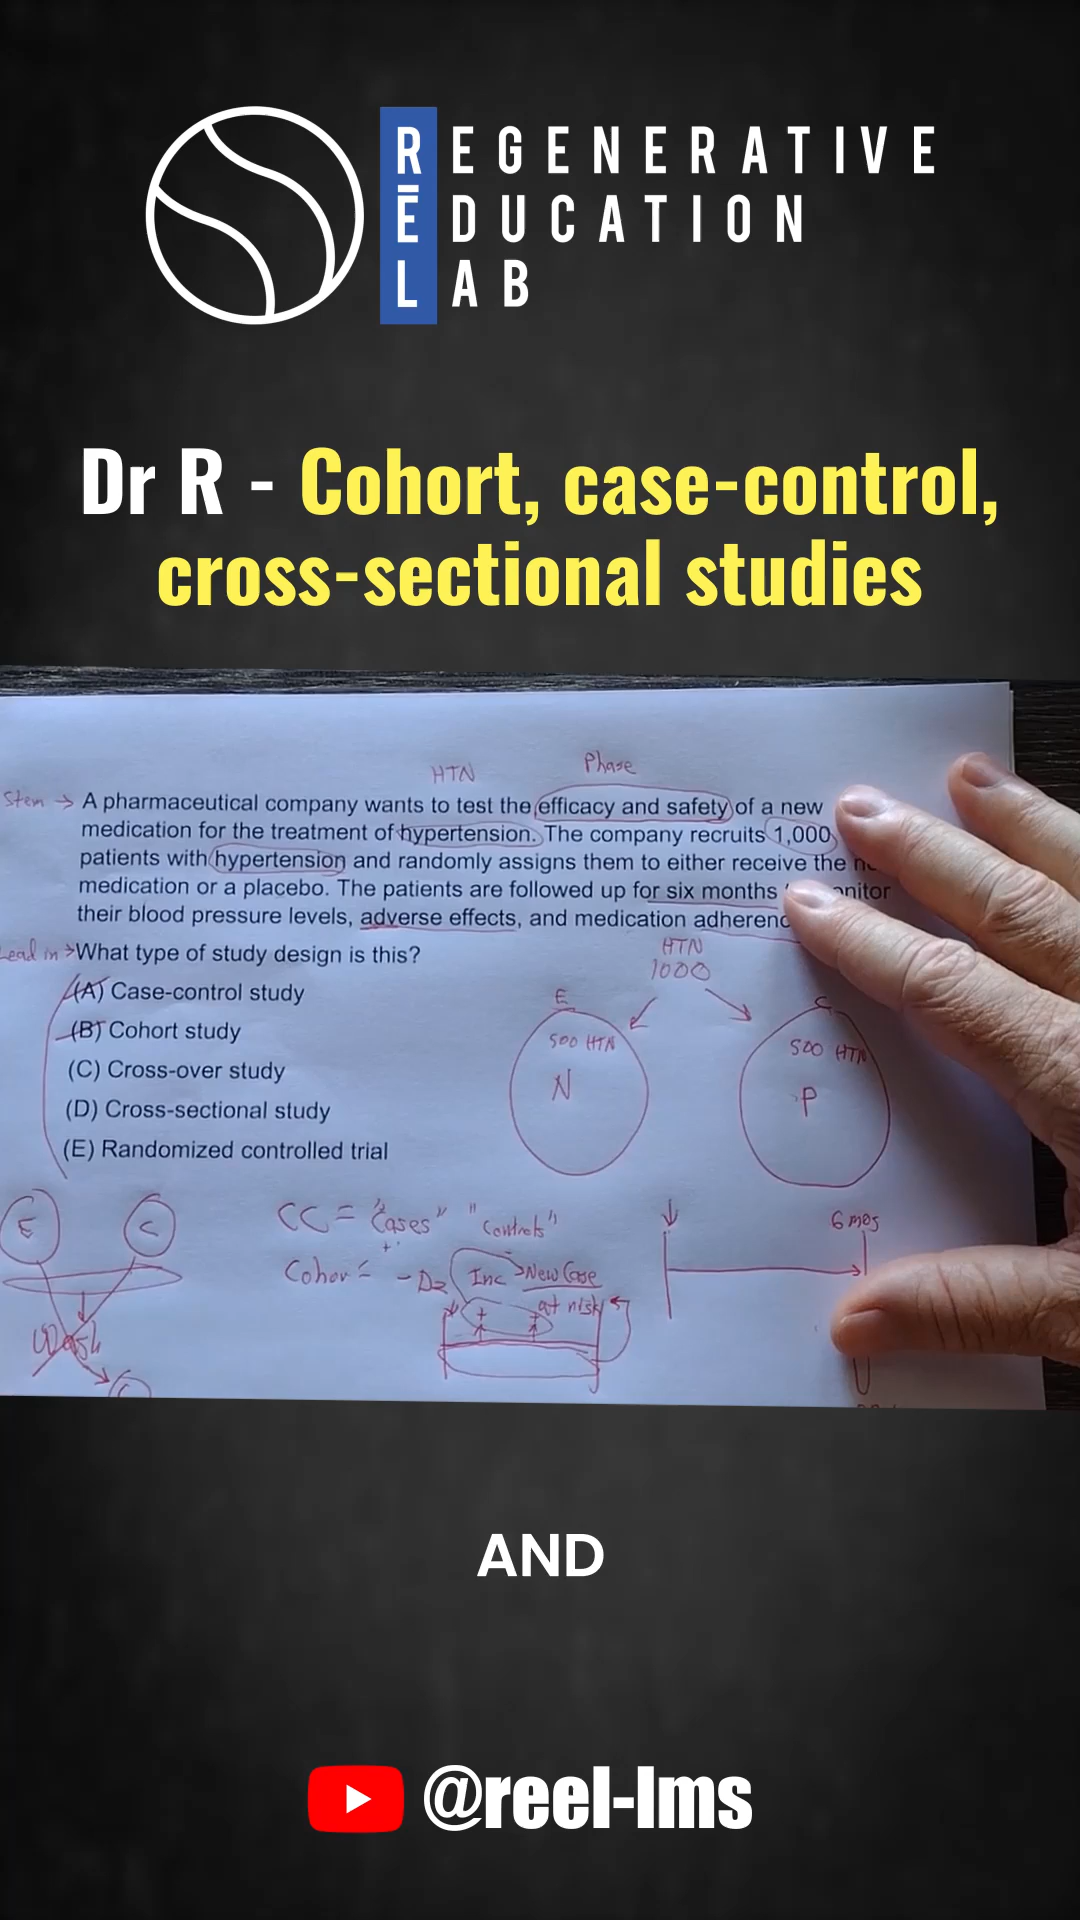 REGENERATIVE
EDUCATION
LAB
Dr R - Cohort, case-control,
cross-sectional studies
HTN Phase
Stem → A pharmaceutical company wants to test the efficacy and safety of a new
medication for the treatment of hypertension. The company recruits 1,000
patients with hypertension and randomly assigns them to either receive the
medication or a placebo. The patients are followed up for six months
their blood pressure levels, adverse effects, and medication
Lead in > What type of study design is this?
HTN
1000
(A) Case-control study
(B) Cohort study
(C) Cross-over study
(D) Cross-sectional study
(E) Randomized controlled trial
E C
500 HTN 500 HTN
N P
E C
Wash
CC = "Cases" "Controls"
Cohort = - Dz Inc > New Case
at risk
6 mos
AND
@reel-lms